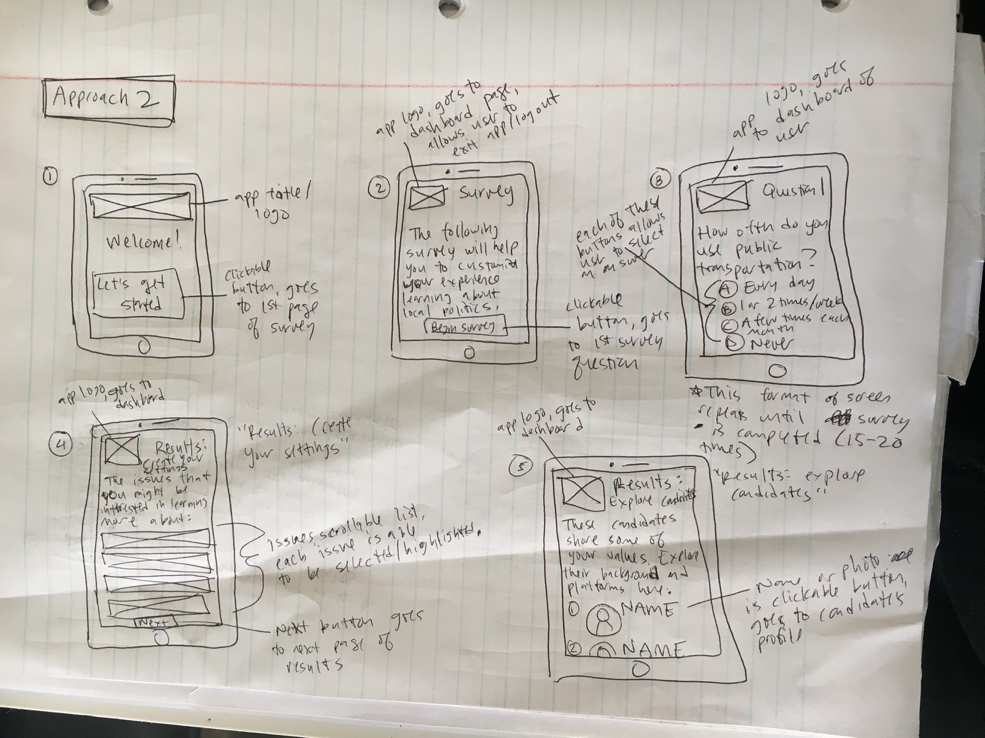 Approach 2
1
app title/
logo
Welcome!
Let's get
started
clickable
button, goes
to 1st page
of survey
2
app logo, goes to
dashboard page,
allows user to
exit app/logout
Survey
The following
survey will help
you to customize
your experience
learning about
local politics.
Begin survey
clickable
button, goes
to 1st survey
question
3
app logo, goes
to dashboard of
user
Question 1
How often do you
use public
transportation?
A Every day
B 1 or 2 times/week
C A few times each
month
D Never
each of these
buttons allows
user to select
an answer
*This format of screen
repeats until survey
is completed (15-20
times)
4
app logo, goes to
dashboard
Results:
create your
settings
The issues that
you might be
interested in learning
more about:
Next
"Results: Create
your settings"
Issues, scrollable list,
each issue is able
to be selected/highlighted.
Next button goes
to next page of
results
5
app logo, goes to
dashboard
Results:
Explore candidates
These candidates
share some of
your values. Explore
their background and
platforms here:
1 NAME
2 NAME
"Results: explore
candidates"
Name or photo
is clickable button,
goes to candidates
profile